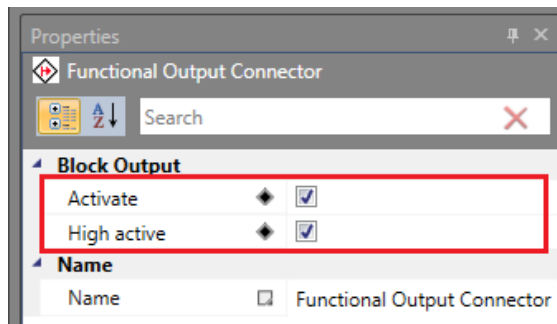 Properties
Functional Output Connector
A
Z
Search
Block Output
Activate
High active
Name
Name Functional Output Connector